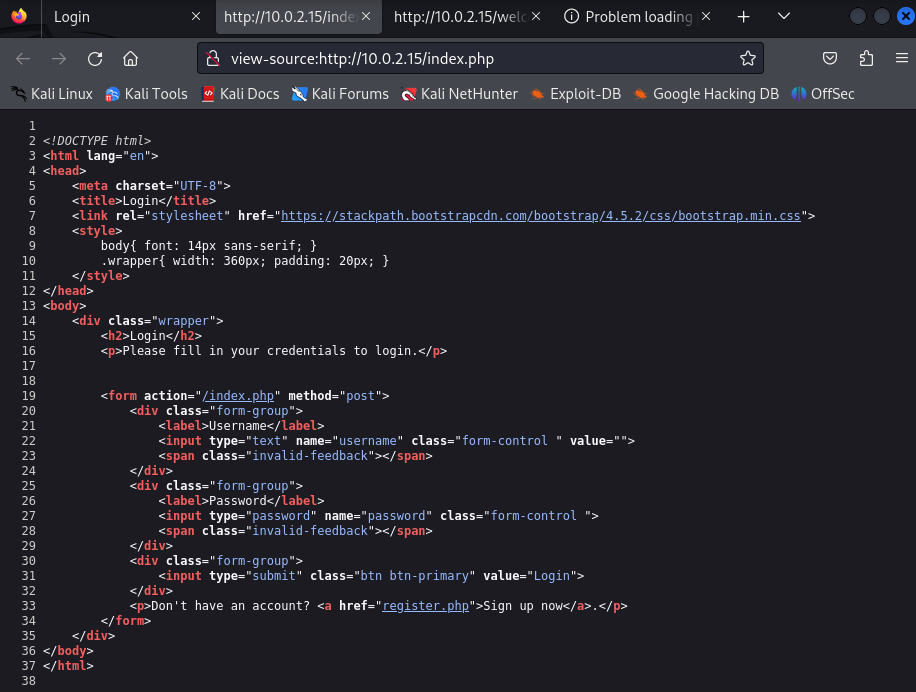 Login
http://10.0.2.15/inde
http://10.0.2.15/welc
Problem loading
view-source:http://10.0.2.15/index.php
Kali Linux Kali Tools Kali Docs Kali Forums Kali NetHunter Exploit-DB Google Hacking DB OffSec
1
2 <!DOCTYPE html>
3 <html lang="en">
4 <head>
5     <meta charset="UTF-8">
6     <title>Login</title>
7     <link rel="stylesheet" href="https://stackpath.bootstrapcdn.com/bootstrap/4.5.2/css/bootstrap.min.css">
8     <style>
9         body{ font: 14px sans-serif; }
10         .wrapper{ width: 360px; padding: 20px; }
11     </style>
12 </head>
13 <body>
14     <div class="wrapper">
15         <h2>Login</h2>
16         <p>Please fill in your credentials to login.</p>
17
18
19         <form action="/index.php" method="post">
20             <div class="form-group">
21                 <label>Username</label>
22                 <input type="text" name="username" class="form-control " value="">
23                 <span class="invalid-feedback"></span>
24             </div>
25             <div class="form-group">
26                 <label>Password</label>
27                 <input type="password" name="password" class="form-control ">
28                 <span class="invalid-feedback"></span>
29             </div>
30             <div class="form-group">
31                 <input type="submit" class="btn btn-primary" value="Login">
32             </div>
33             <p>Don't have an account? <a href="register.php">Sign up now</a>.</p>
34         </form>
35     </div>
36 </body>
37 </html>
38